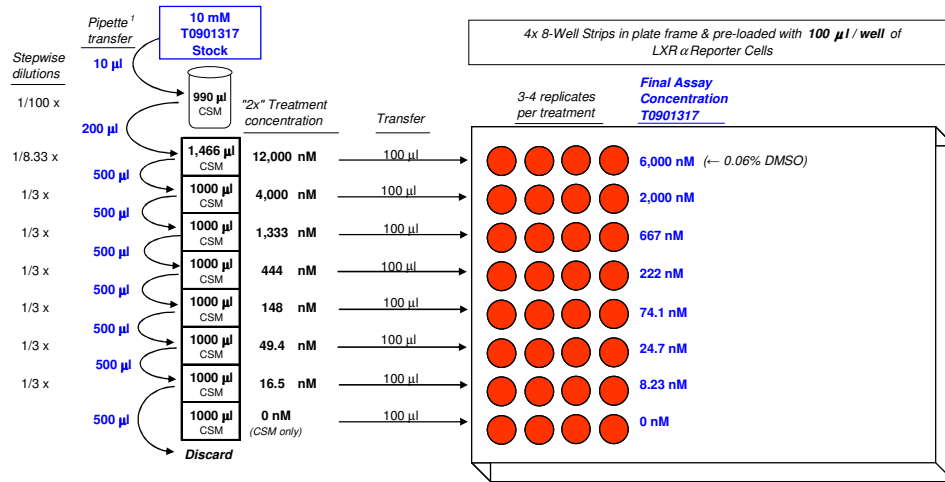 Pipette 1
transfer
10 mM
T0901317
Stock
4x 8-Well Strips in plate frame & pre-loaded with 100 µl / well of
LXR α Reporter Cells
Stepwise
dilutions
10 µl
1/100 x
990 µl
CSM
"2x" Treatment
concentration
Transfer
3-4 replicates
per treatment
Final Assay
Concentration
T0901317
200 µl
1/8.33 x
1,466 µl
CSM
12,000 nM
100 µl
6,000 nM (← 0.06% DMSO)
500 µl
1/3 x
1000 µl
CSM
4,000 nM
100 µl
2,000 nM
500 µl
1/3 x
1000 µl
CSM
1,333 nM
100 µl
667 nM
500 µl
1/3 x
1000 µl
CSM
444 nM
100 µl
222 nM
500 µl
1/3 x
1000 µl
CSM
148 nM
100 µl
74.1 nM
500 µl
1/3 x
1000 µl
CSM
49.4 nM
100 µl
24.7 nM
500 µl
1/3 x
1000 µl
CSM
16.5 nM
100 µl
8.23 nM
500 µl
1000 µl
CSM
0 nM
(CSM only)
100 µl
0 nM
Discard